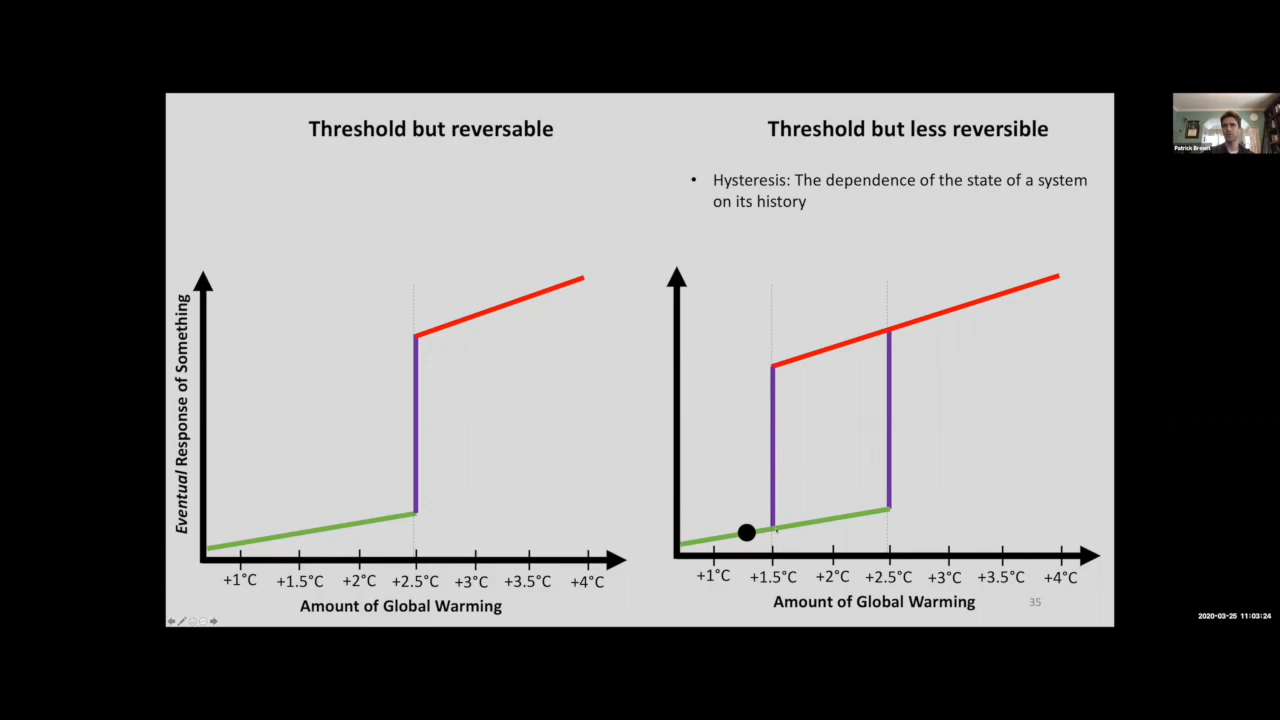 Threshold but reversable
Threshold but less reversible
• Hysteresis: The dependence of the state of a system
on its history
Eventual Response of Something
+1°C +1.5°C +2°C +2.5°C +3°C +3.5°C +4°C
Amount of Global Warming
+1°C +1.5°C +2°C +2.5°C +3°C +3.5°C +4°C
Amount of Global Warming
35
Patrick Brown
2020-03-25 11:03:24